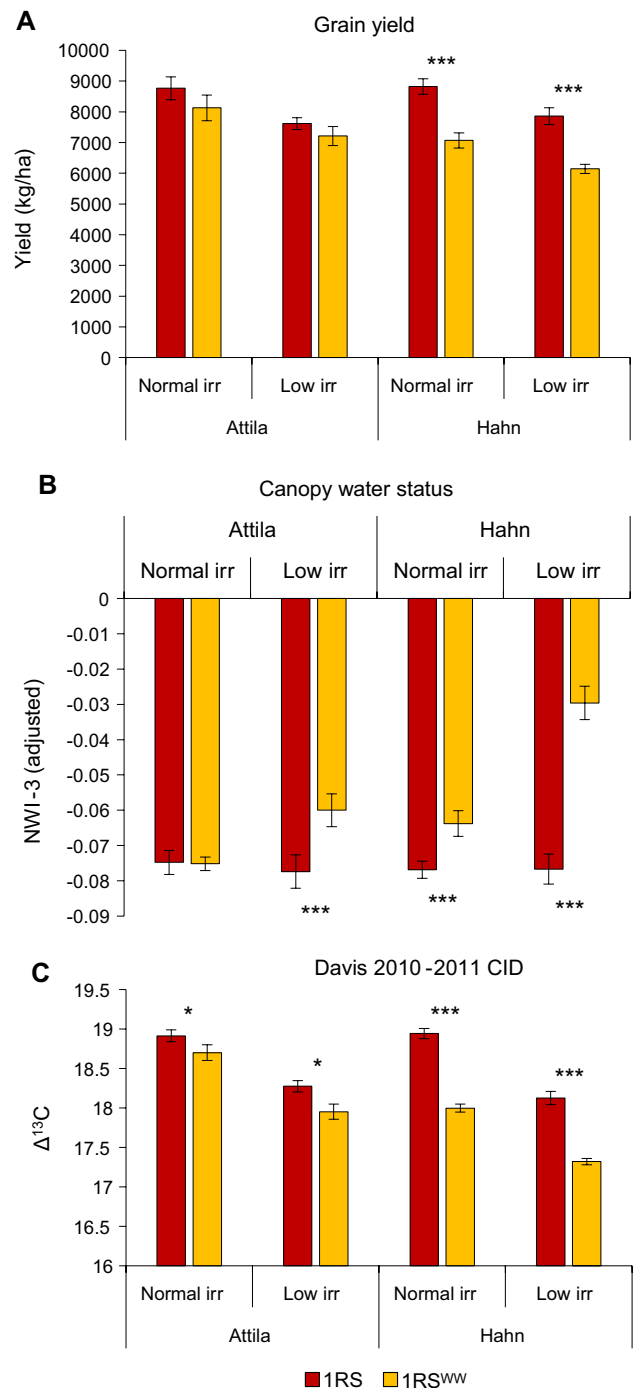 A
Grain yield
Yield (kg/ha)
10000
9000
8000
7000
6000
5000
4000
3000
2000
1000
0
*** ***
Normal irr Low irr Normal irr Low irr
Attila Hahn
B
Canopy water status
Attila Hahn
Normal irr Low irr Normal irr Low irr
NWI-3 (adjusted)
0
-0.01
-0.02
-0.03
-0.04
-0.05
-0.06
-0.07
-0.08
-0.09
*** *** ***
C
Davis 2010-2011 CID
Δ¹³C
19.5
19
18.5
18
17.5
17
16.5
16
* * *** ***
Normal irr Low irr Normal irr Low irr
Attila Hahn
1RS 1RSᵂᵂ